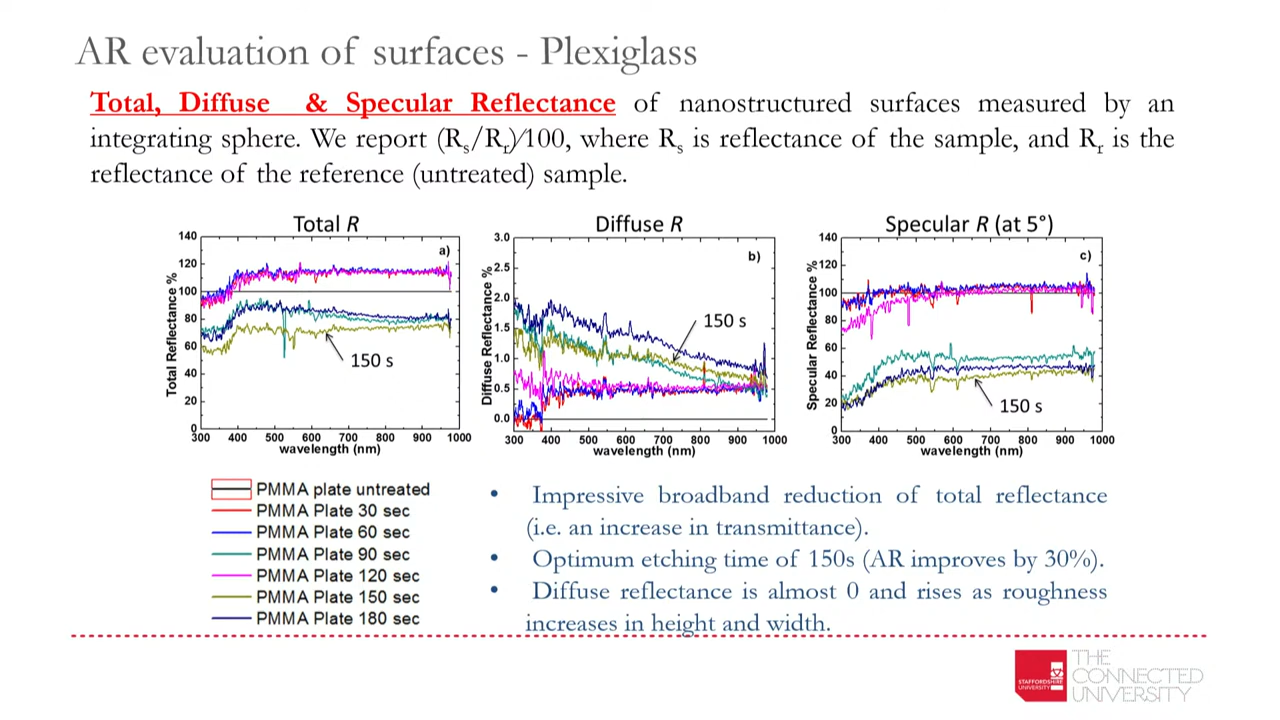 AR evaluation of surfaces - Plexiglass
Total, Diffuse & Specular Reflectance of nanostructured surfaces measured by an
integrating sphere. We report (Rs/Rr)/100, where Rs is reflectance of the sample, and Rr is the
reflectance of the reference (untreated) sample.
Total R
a)
Total Reflectance %
140
120
100
80
60
40
20
0
150 s
300 400 500 600 700 800 900 1000
wavelength (nm)
Diffuse R
b)
Diffuse Reflectance %
3.0
2.5
2.0
1.5
1.0
0.5
0.0
150 s
300 400 500 600 700 800 900 1000
wavelength (nm)
Specular R (at 5°)
c)
Specular Reflectance %
140
120
100
80
60
40
20
0
150 s
300 400 500 600 700 800 900 1000
wavelength (nm)
PMMA plate untreated
PMMA Plate 30 sec
PMMA Plate 60 sec
PMMA Plate 90 sec
PMMA Plate 120 sec
PMMA Plate 150 sec
PMMA Plate 180 sec
• Impressive broadband reduction of total reflectance
(i.e. an increase in transmittance).
• Optimum etching time of 150s (AR improves by 30%).
• Diffuse reflectance is almost 0 and rises as roughness
increases in height and width.
STAFFORDSHIRE
UNIVERSITY
THE
CONNECTED
UNIVERSITY